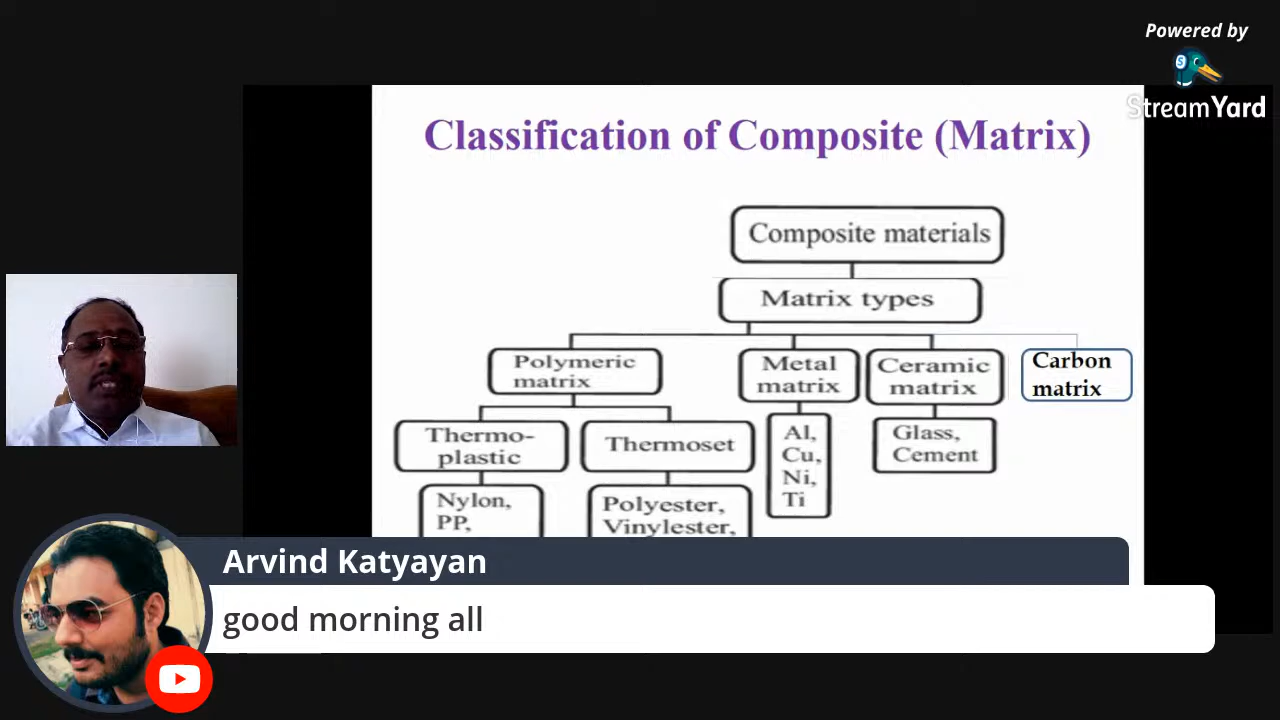 Powered by
StreamYard
Classification of Composite (Matrix)
Composite materials
Matrix types
Polymeric
matrix
Metal
matrix
Ceramic
matrix
Carbon
matrix
Thermo-
plastic
Thermoset
Al,
Cu,
Ni,
Ti
Glass,
Cement
Nylon,
PP,
Polyester,
Vinylester,
Arvind Katyayan
good morning all